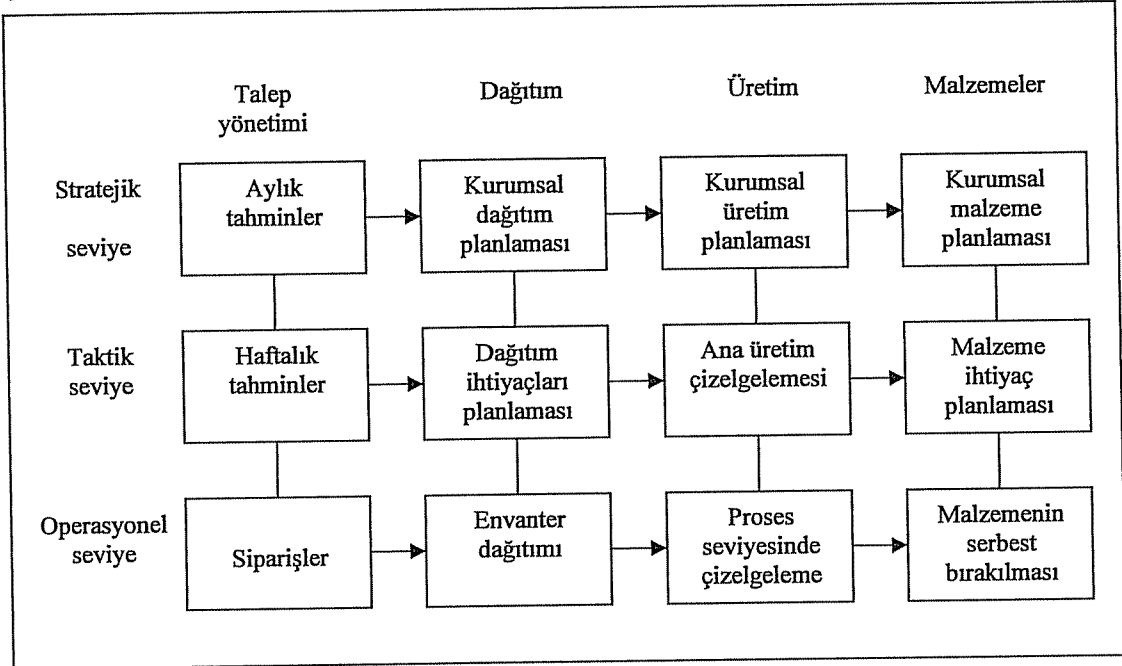 Talep
yönetimi
Dağıtım
Üretim
Malzemeler
Stratejik
seviye
Aylık
tahminler
Kurumsal
dağıtım
planlaması
Kurumsal
üretim
planlaması
Kurumsal
malzeme
planlaması
Taktik
seviye
Haftalık
tahminler
Dağıtım
ihtiyaçları
planlaması
Ana üretim
çizelgelemesi
Malzeme
ihtiyaç
planlaması
Operasyonel
seviye
Siparişler
Envanter
dağıtımı
Proses
seviyesinde
çizelgeleme
Malzemenin
serbest
bırakılması